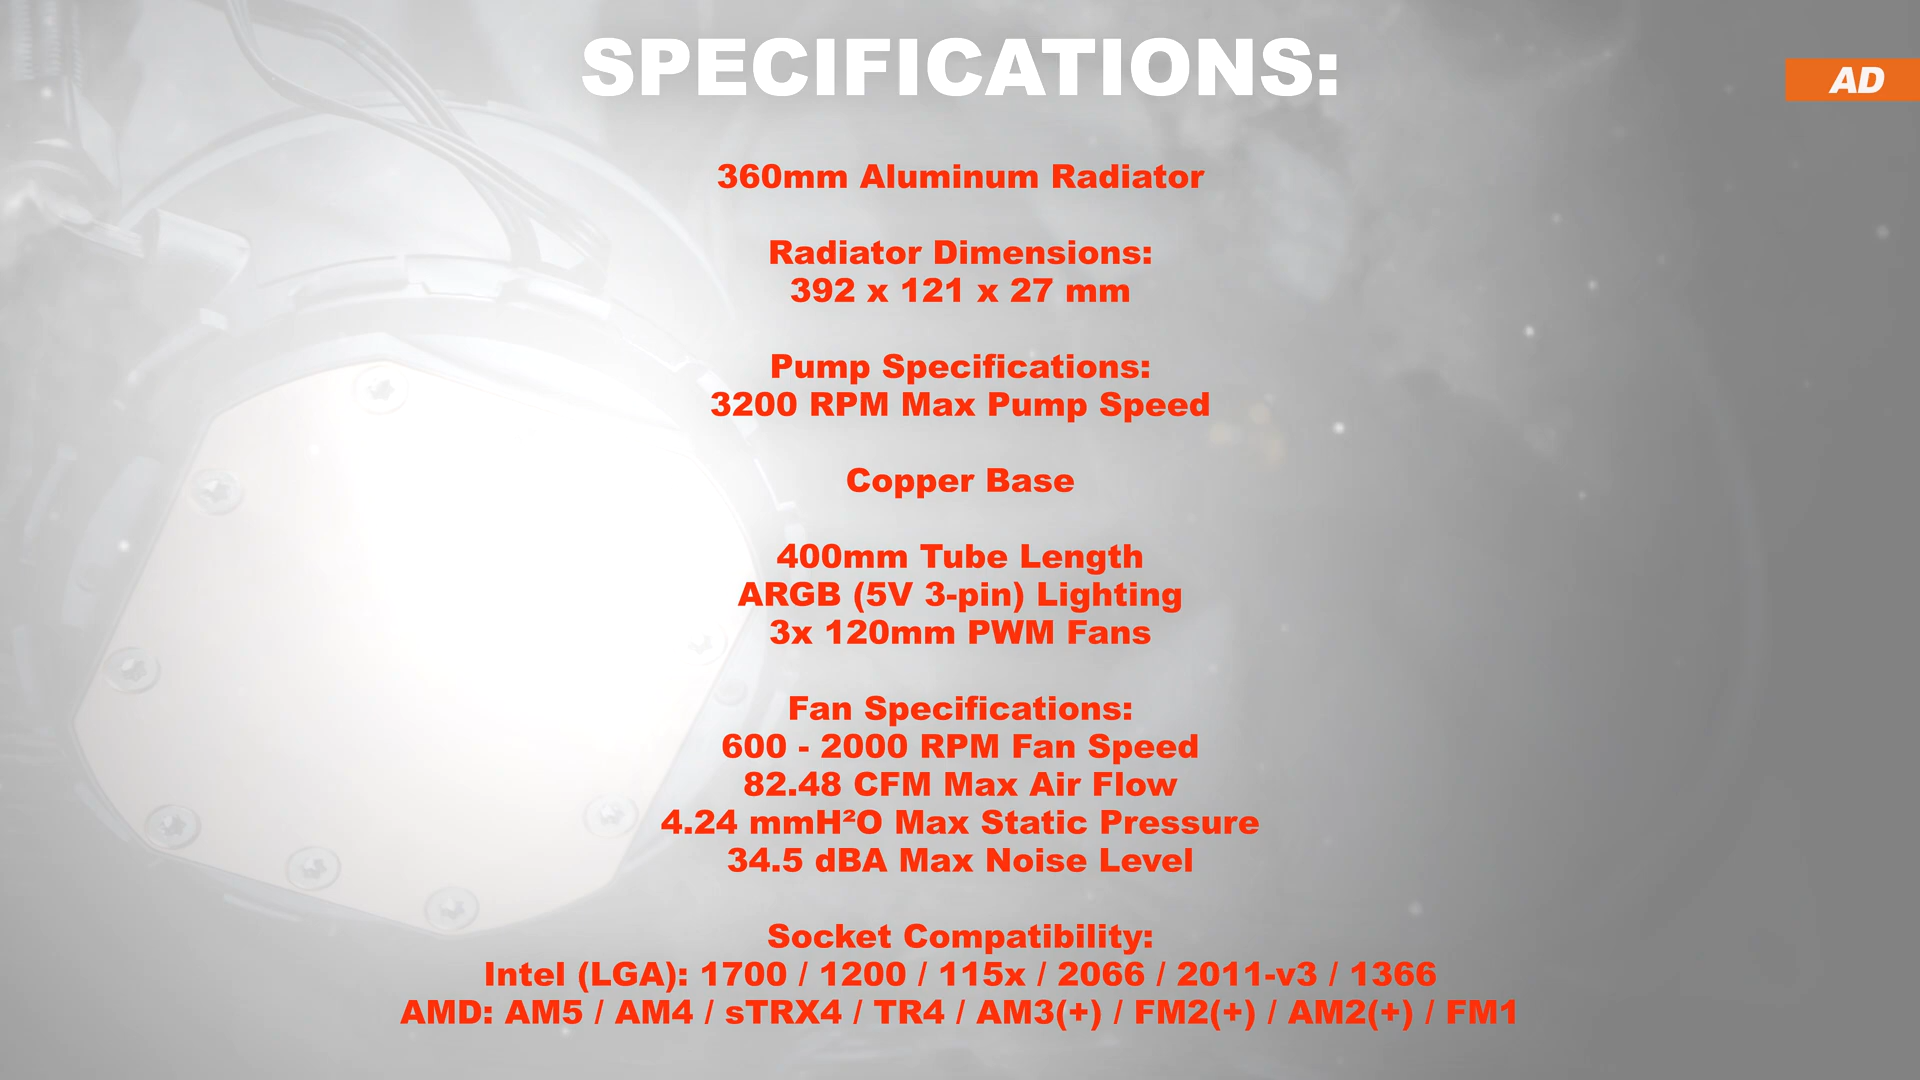 SPECIFICATIONS:
AD
360mm Aluminum Radiator
Radiator Dimensions:
392 x 121 x 27 mm
Pump Specifications:
3200 RPM Max Pump Speed
Copper Base
400mm Tube Length
ARGB (5V 3-pin) Lighting
3x 120mm PWM Fans
Fan Specifications:
600 - 2000 RPM Fan Speed
82.48 CFM Max Air Flow
4.24 mmH²O Max Static Pressure
34.5 dBA Max Noise Level
Socket Compatibility:
Intel (LGA): 1700 / 1200 / 115x / 2066 / 2011-v3 / 1366
AMD: AM5 / AM4 / sTRX4 / TR4 / AM3(+) / FM2(+) / AM2(+) / FM1